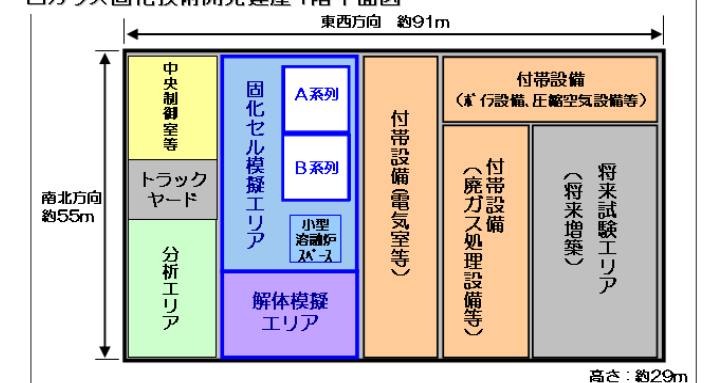 ガラス固化技術開発建屋 1階平面図
東西方向 約91m
南北方向
約55m
中央制御室等
トラック
ヤード
分析エリア
固化セル模擬エリア
A系列
B系列
小型
溶融炉
スペース
解体模擬
エリア
付帯設備(電気室等)
付帯設備
(ボイラ設備、圧縮空気設備等)
付帯設備
(廃ガス処理設備等)
将来試験エリア
(将来増築)
高さ:約29m